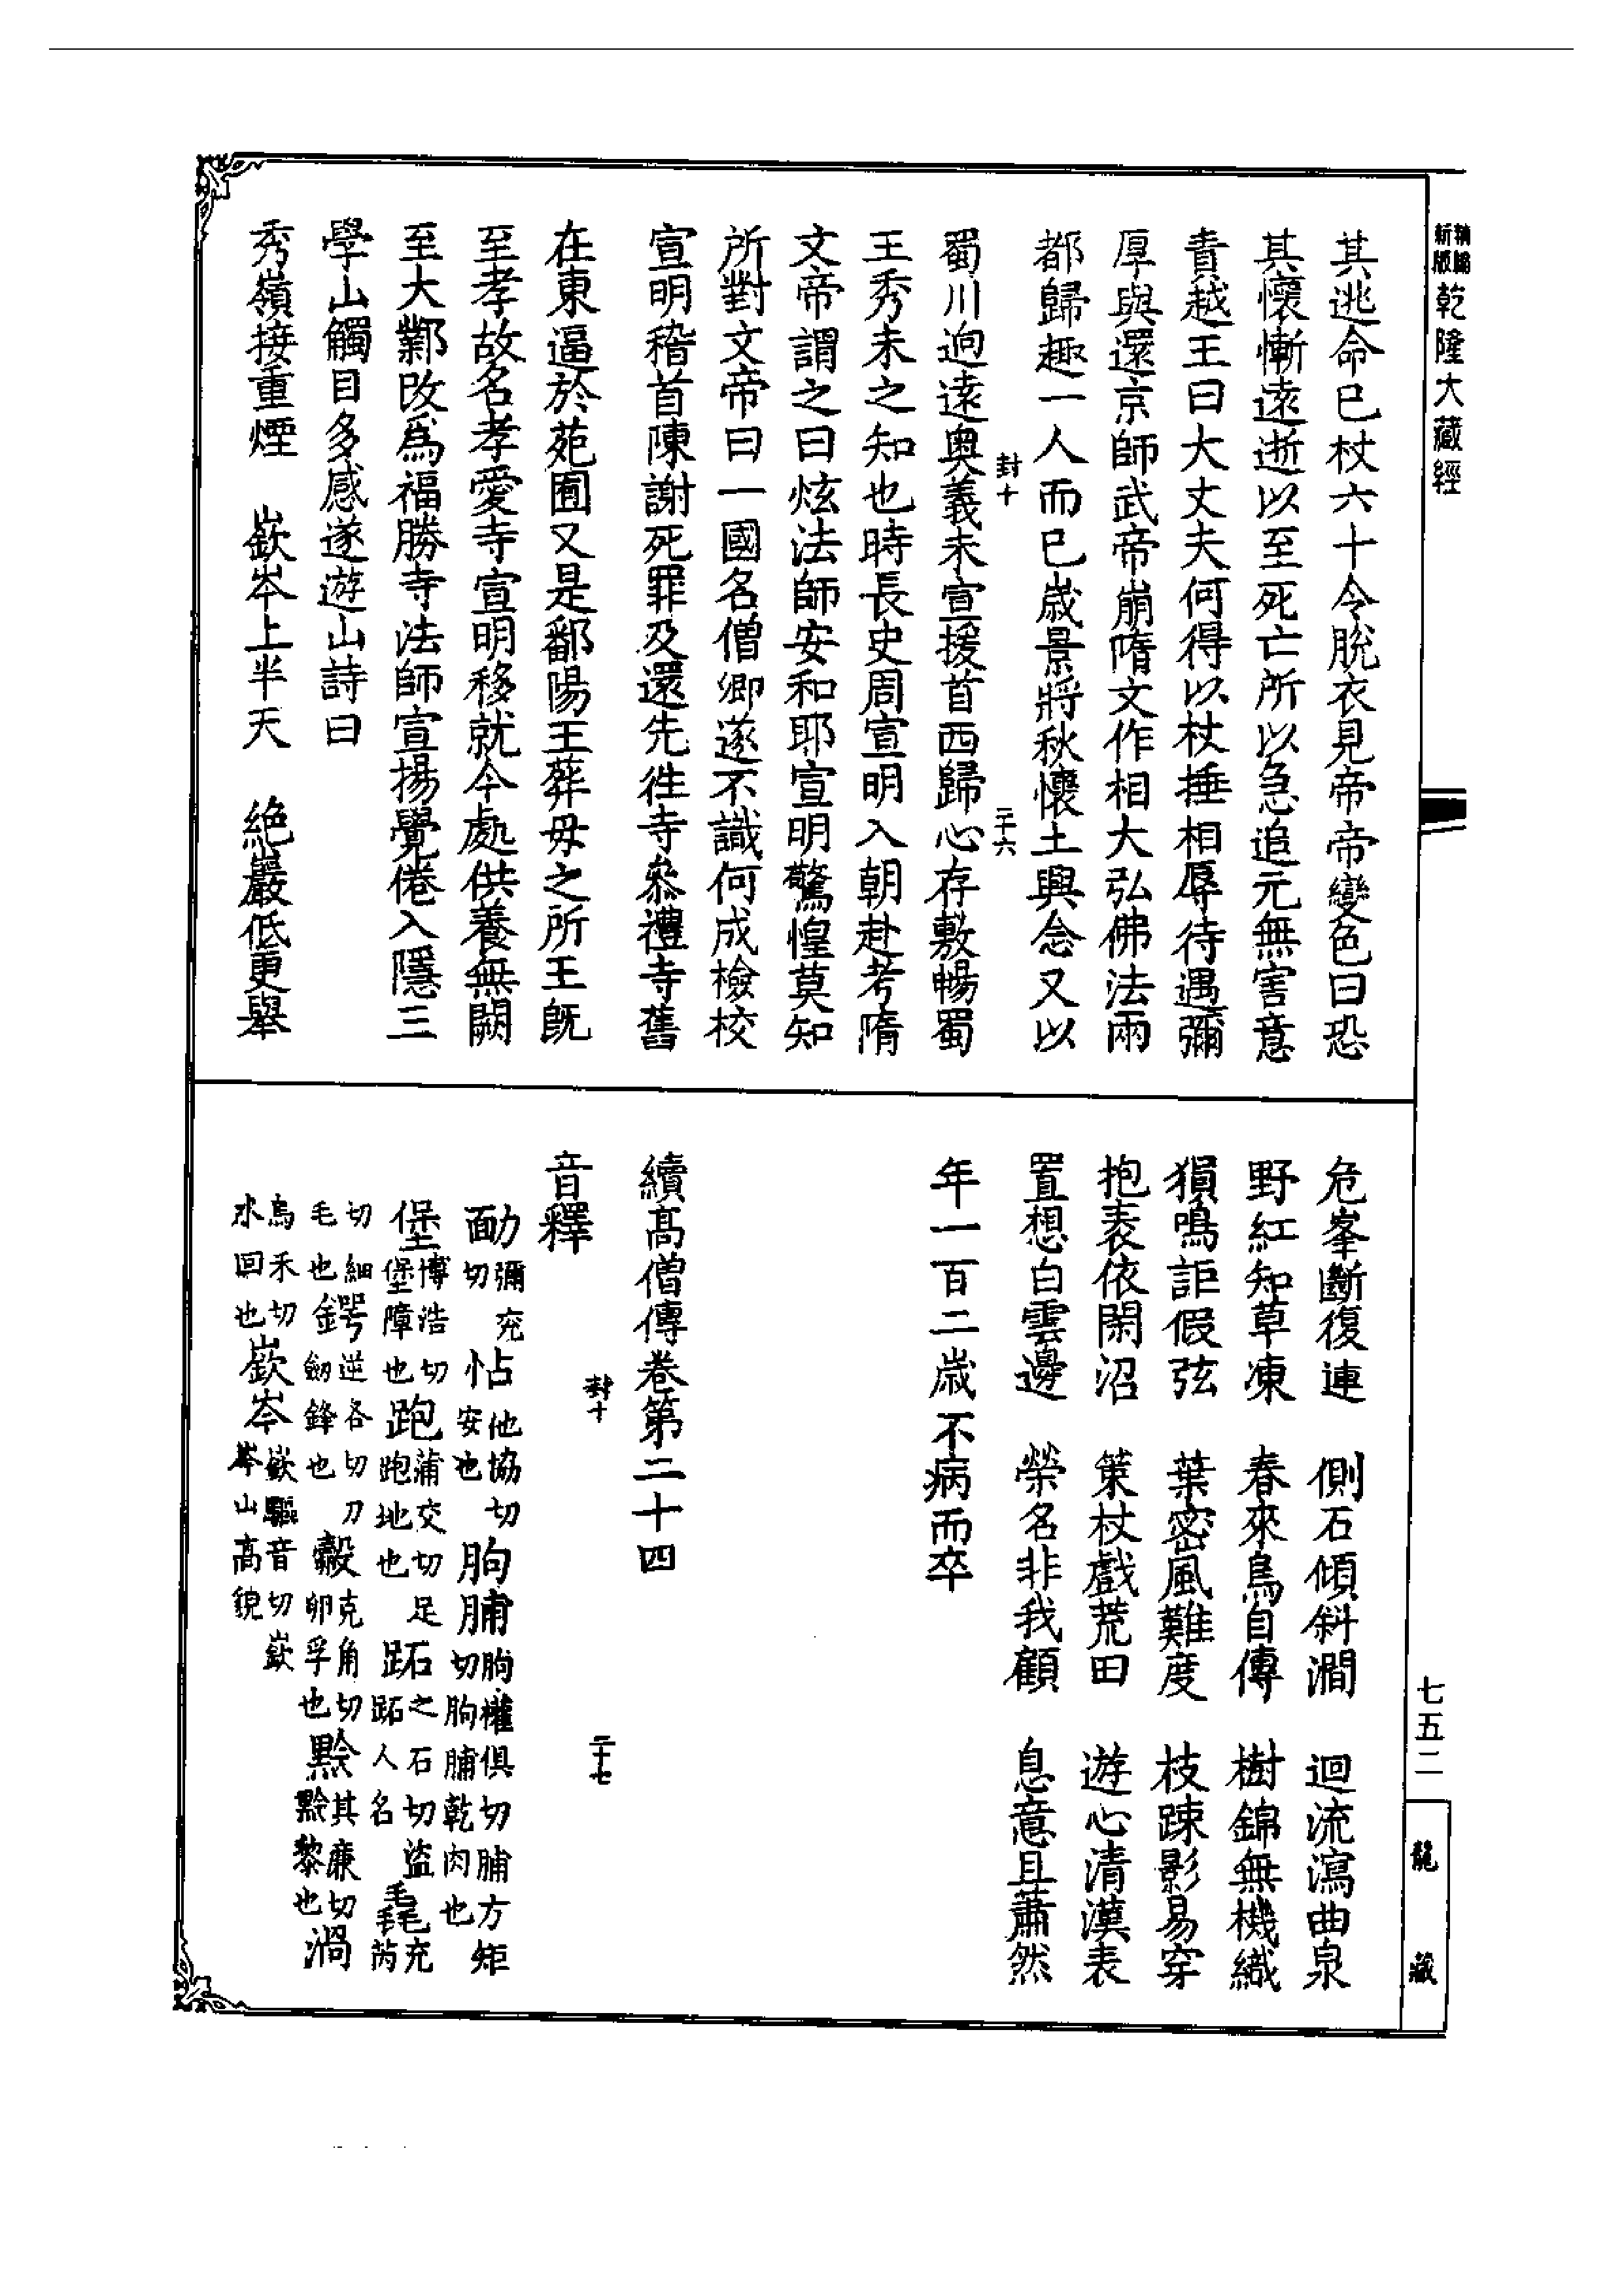 精編新版乾隆大藏經
其逃命已杖六十令脫衣見帝帝變色曰恐
其懷慚遠逝以至死亡所以急追元無害意
責越王曰大丈夫何得以杖捶相辱待遇彌
厚與還京師武帝崩隋文作相大弘佛法兩
都歸趣一人而已歲景將秋懷土興念又以
封十
二十六
蜀川逈遠奧義未宣援首西歸心存敷暢蜀
王秀未之知也時長史周宣明入朝赴考隋
文帝謂之曰炫法師安和耶宣明驚惶莫知
所對文帝曰一國名僧卿遂不識何成檢校
宣明稽首陳謝死罪及還先徃寺叅禮寺舊
在東逼於苑囿又是鄱陽王葬毋之所王既
至孝故名孝愛寺宣明移就今處供養無闕
至大業改爲福勝寺法師宣揚覺倦入隱三
學山觸目多感遂遊山詩曰
秀嶺接重煙　嶔岑上半天　絶巖低更舉
危峯斷復連　側石傾斜澗　迴流瀉曲泉
野紅知草凍　春來鳥自傳　樹錦無機織
猨鳴詎假弦　葉密風難度　枝踈影易穿
抱袠依閑沼　策杖戲荒田　遊心清漢表
置想白雲邊　榮名非我顧　息意且蕭然
年一百二歲不病而卒
續高僧傳卷第二十四
封十
二十七
音釋
勔彌兖切　怗他協切安也　朐脯朐權俱切脯方矩切朐脯乾肉也
堡博浩切堡障也　跑蒲交切足跑地也　跖之石切盜跖人名　毳充芮
切細毛也　鍔逆各切刀劒鋒也　㲉克角切卵孚也　黔其廉切黔黎也　渦
烏禾切水回也　嶔岑嶔驅音切嶔岑山高貌
七五二
龍藏